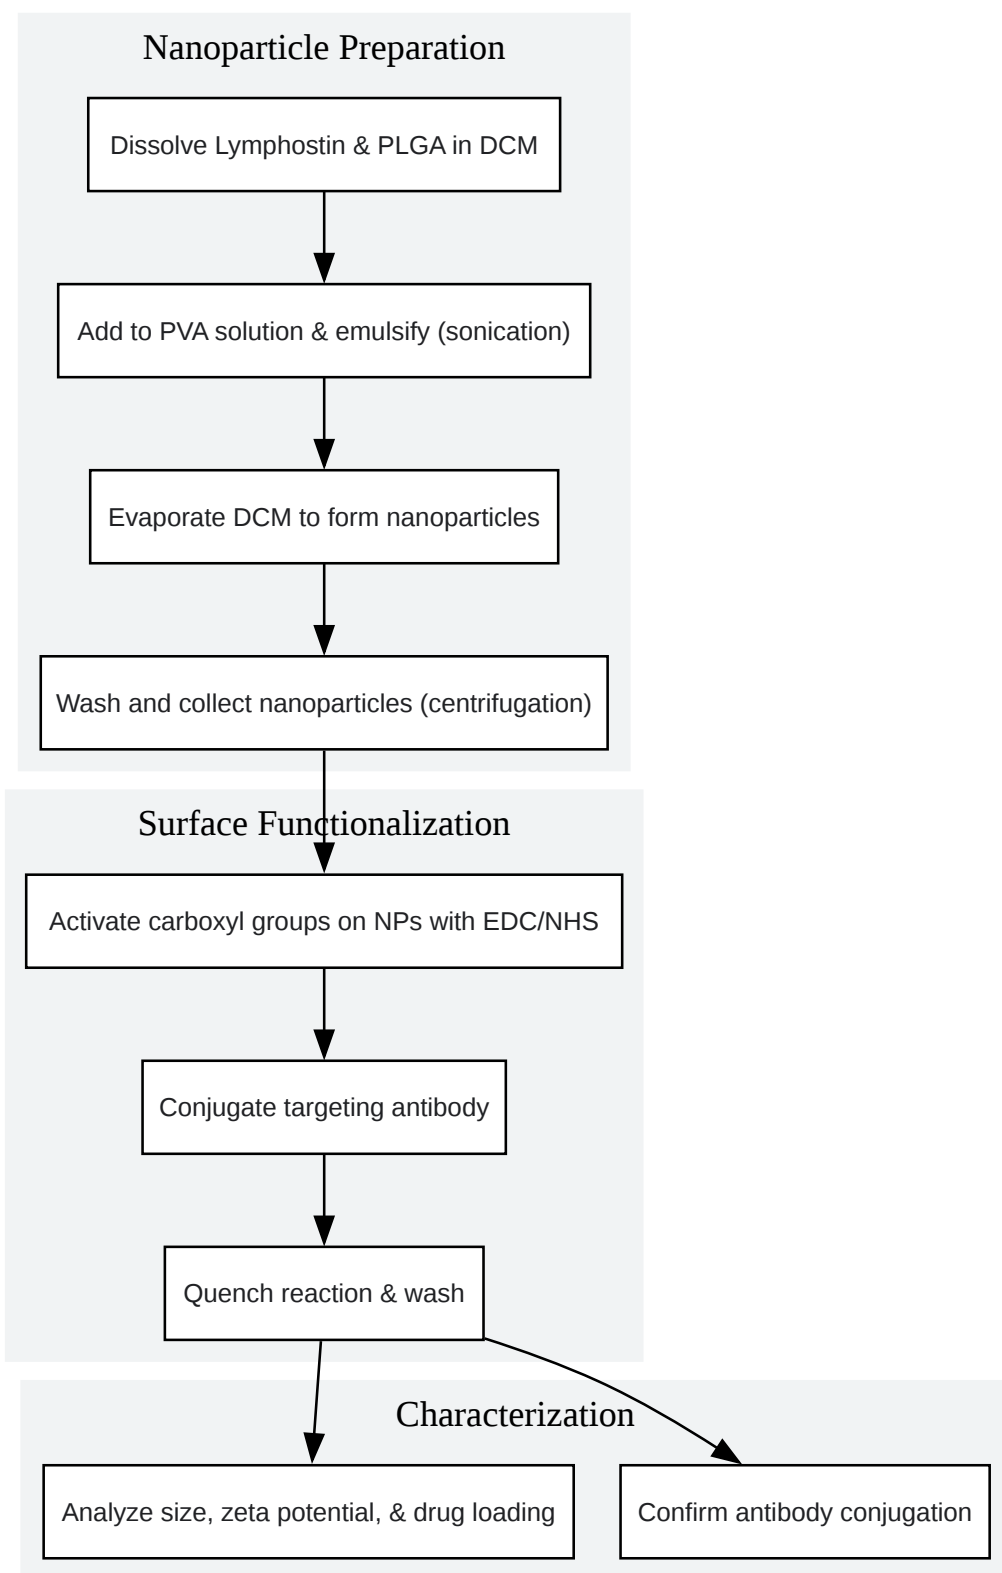 Nanoparticle Preparation
Dissolve Lymphostin & PLGA in DCM
Add to PVA solution & emulsify (sonication)
Evaporate DCM to form nanoparticles
Wash and collect nanoparticles (centrifugation)
Surface Functionalization
Activate carboxyl groups on NPs with EDC/NHS
Conjugate targeting antibody
Quench reaction & wash
Characterization
Analyze size, zeta potential, & drug loading
Confirm antibody conjugation